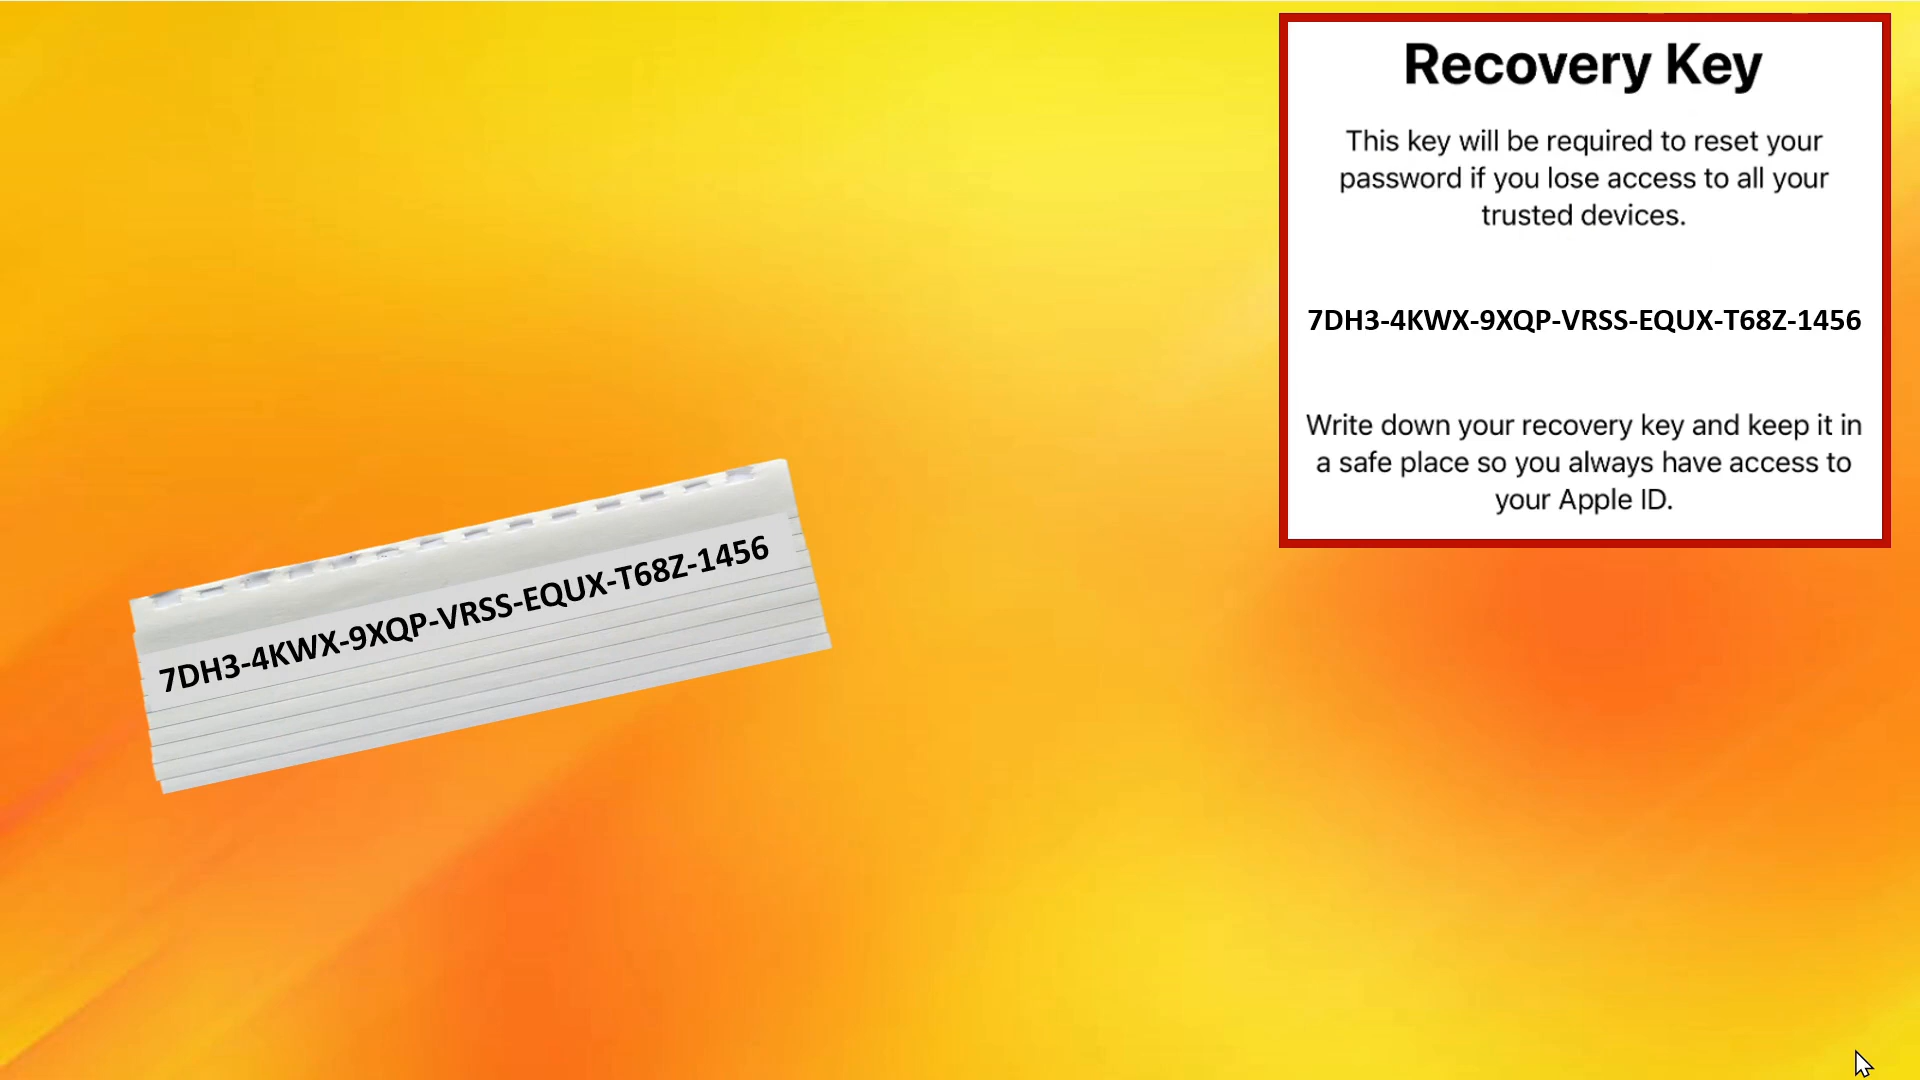 Recovery Key
This key will be required to reset your
password if you lose access to all your
trusted devices.
7DH3-4KWX-9XQP-VRSS-EQUX-T68Z-1456
Write down your recovery key and keep it in
a safe place so you always have access to
your Apple ID.
7DH3-4KWX-9XQP-VRSS-EQUX-T68Z-1456